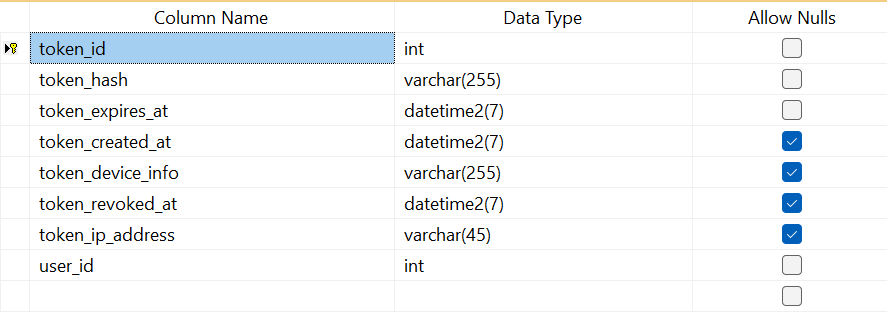 Column Name Data Type Allow Nulls
token_id int
token_hash varchar(255)
token_expires_at datetime2(7)
token_created_at datetime2(7)
token_device_info varchar(255)
token_revoked_at datetime2(7)
token_ip_address varchar(45)
user_id int